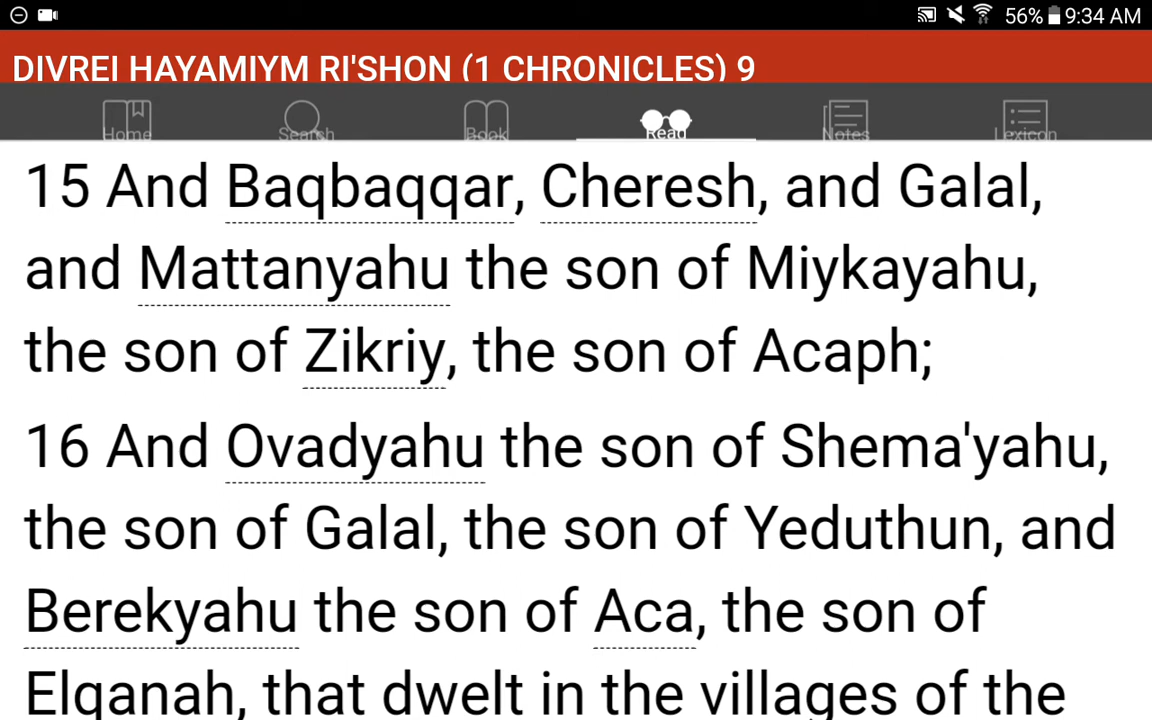 56% 9:34 AM
DIVREI HAYAMIYM RI'SHON (1 CHRONICLES) 9
Home Search Book Read Notes Lexicon
15 And Baqbaqqar, Cheresh, and Galal,
and Mattanyahu the son of Miykayahu,
the son of Zikriy, the son of Acaph;
16 And Ovadyahu the son of Shema'yahu,
the son of Galal, the son of Yeduthun, and
Berekyahu the son of Aca, the son of
Elqanah, that dwelt in the villages of the